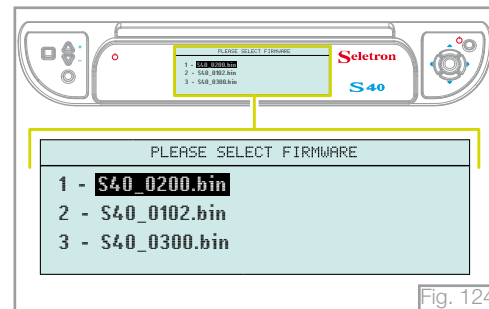 PLEASE SELECT FIRMWARE
1 - S40_0200.bin
2 - S40_0102.bin
3 - S40_0300.bin
Seletron
S40
PLEASE SELECT FIRMWARE
1 - S40_0200.bin
2 - S40_0102.bin
3 - S40_0300.bin
Fig. 124